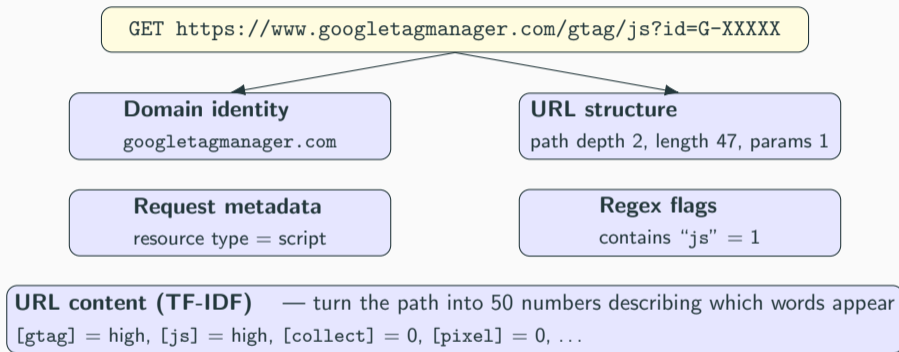 GET https://www.googletagmanager.com/gtag/js?id=G-XXXXX
Domain identity
googletagmanager.com
URL structure
path depth 2, length 47, params 1
Request metadata
resource type = script
Regex flags
contains “js” = 1
URL content (TF-IDF) — turn the path into 50 numbers describing which words appear
[gtag] = high, [js] = high, [collect] = 0, [pixel] = 0, ...